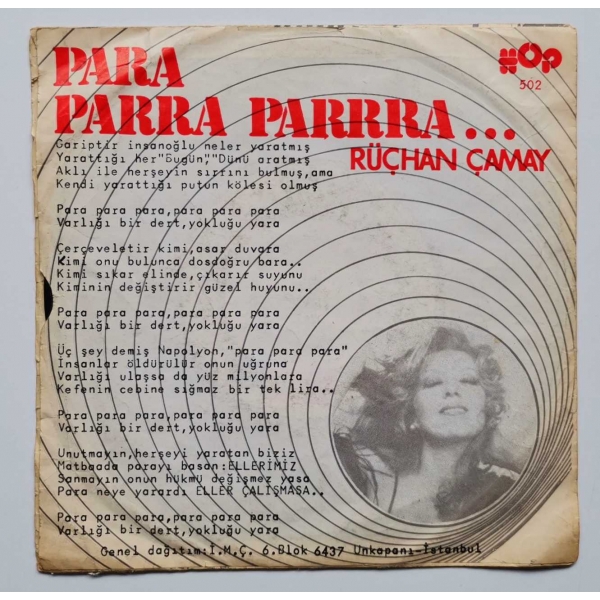 PARA
PARRA PARRRA...
HOP
502
RÜÇHAN ÇAMAY
Gariptir insanoğlu neler yaratmış
Yarattığı her"Bugün","Dünü aratmış
Aklı ile herşeyin sırrını bulmuş,ama
Kendi yarattığı putun kölesi olmuş
Para para para,para para para
Varlığı bir dert,yokluğu yara
Çerçeveletir kimi,asar duvara
Kimi onu bulunca dosdoğru bara..
Kimi sıkar elinde,çıkarır suyunu
Kiminin değiştirir güzel huyunu..
Para para para,para para para
Varlığı bir dert,yokluğu yara
Üç şey demiş Napolyon,"para para para"
İnsanlar öldürülür onun uğruna
Varlığı ulaşsa da yüz milyonlara
Kefenin cebine sığmaz bir tek lira..
Para para para,para para para
Varlığı bir dert,yokluğu yara
Unutmayın,herşeyi yaratan biziz
Matbaada parayı basan:ELLERİMİZ
Sanmayın onun hükmü değişmez yasa
Para neye yarardı ELLER ÇALIŞMASA..
Para para para,para para para
Varlığı bir dert,yokluğu yara
Genel dağıtım:İ.M.Ç. 6.Blok 6437 Unkapanı-İstanbul